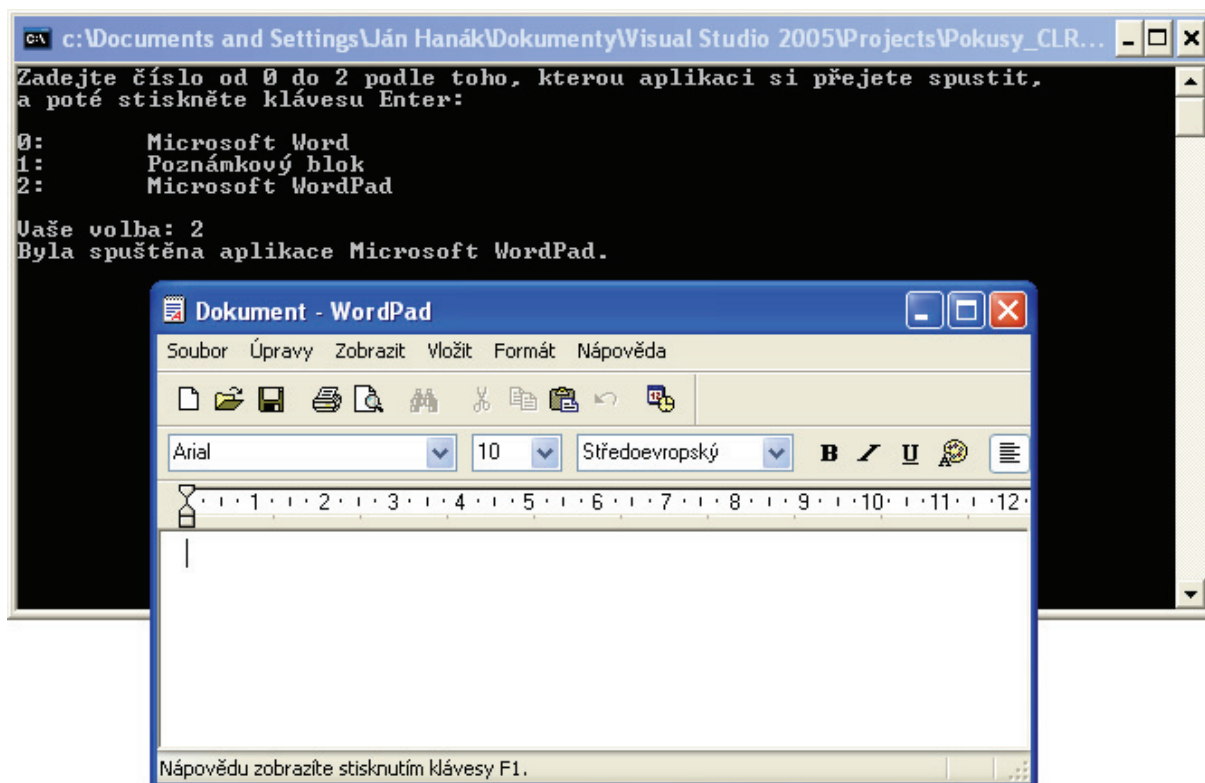 c:\Documents and Settings\Ján Hanák\Dokumenty\Visual Studio 2005\Projects\Pokusy_CLR...
Zadejte číslo od 0 do 2 podle toho, kterou aplikaci si přejete spustit,
a poté stiskněte klávesu Enter:
0: Microsoft Word
1: Poznámkový blok
2: Microsoft WordPad
Vaše volba: 2
Byla spuštěna aplikace Microsoft WordPad.
Dokument - WordPad
Soubor Úpravy Zobrazit Vložit Formát Nápověda
Arial 10 Středoevropský B I U
1 2 3 4 5 6 7 8 9 10 11 12
Nápovědu zobrazíte stisknutím klávesy F1.